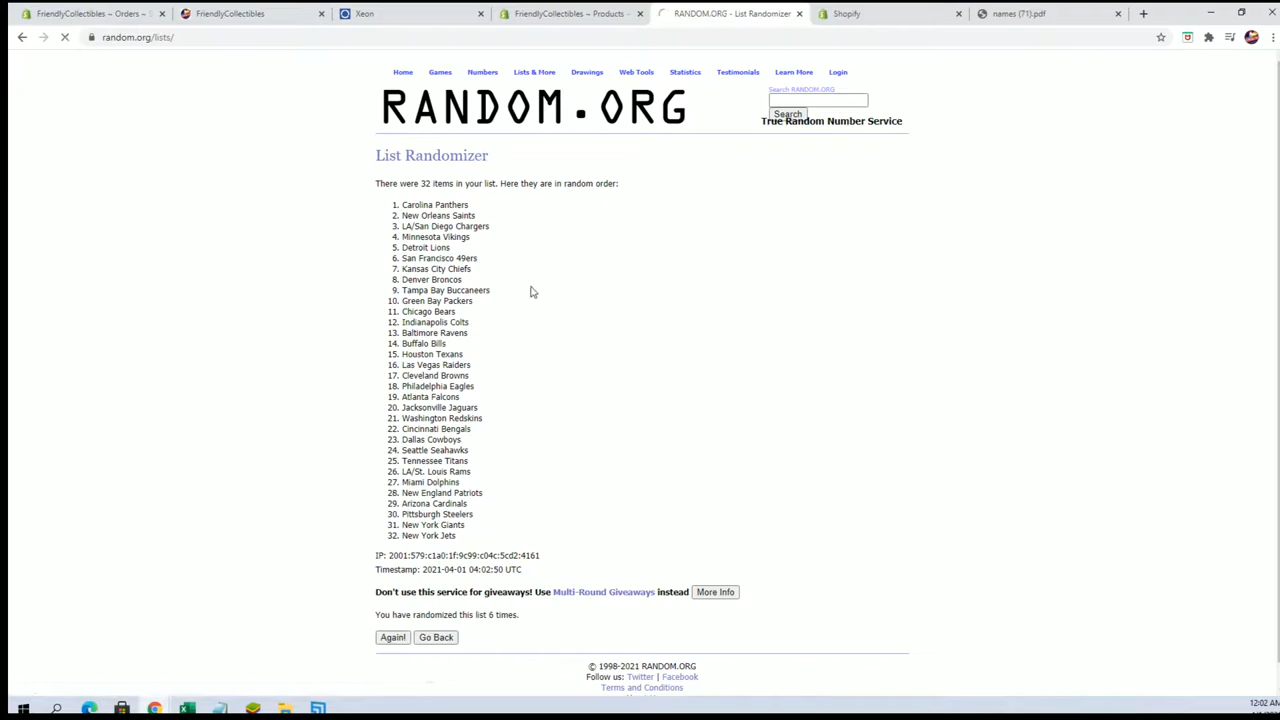 FriendlyCollectibles ~ Orders ~ S
FriendlyCollectibles
Xeon
FriendlyCollectibles ~ Products ~
RANDOM.ORG - List Randomizer
Shopify
names (71).pdf
random.org/lists/
Home Games Numbers Lists & More Drawings Web Tools Statistics Testimonials Learn More Login
RANDOM.ORG
Search RANDOM.ORG
Search
True Random Number Service
List Randomizer
There were 32 items in your list. Here they are in random order:
1. Carolina Panthers
2. New Orleans Saints
3. LA/San Diego Chargers
4. Minnesota Vikings
5. Detroit Lions
6. San Francisco 49ers
7. Kansas City Chiefs
8. Denver Broncos
9. Tampa Bay Buccaneers
10. Green Bay Packers
11. Chicago Bears
12. Indianapolis Colts
13. Baltimore Ravens
14. Buffalo Bills
15. Houston Texans
16. Las Vegas Raiders
17. Cleveland Browns
18. Philadelphia Eagles
19. Atlanta Falcons
20. Jacksonville Jaguars
21. Washington Redskins
22. Cincinnati Bengals
23. Dallas Cowboys
24. Seattle Seahawks
25. Tennessee Titans
26. LA/St. Louis Rams
27. Miami Dolphins
28. New England Patriots
29. Arizona Cardinals
30. Pittsburgh Steelers
31. New York Giants
32. New York Jets
IP: 2001:579:c1a0:1f:9c99:c04c:5cd2:4161
Timestamp: 2021-04-01 04:02:50 UTC
Don't use this service for giveaways! Use Multi-Round Giveaways instead More Info
You have randomized this list 6 times.
Again! Go Back
© 1998-2021 RANDOM.ORG
Follow us: Twitter | Facebook
Terms and Conditions
12:02 AM